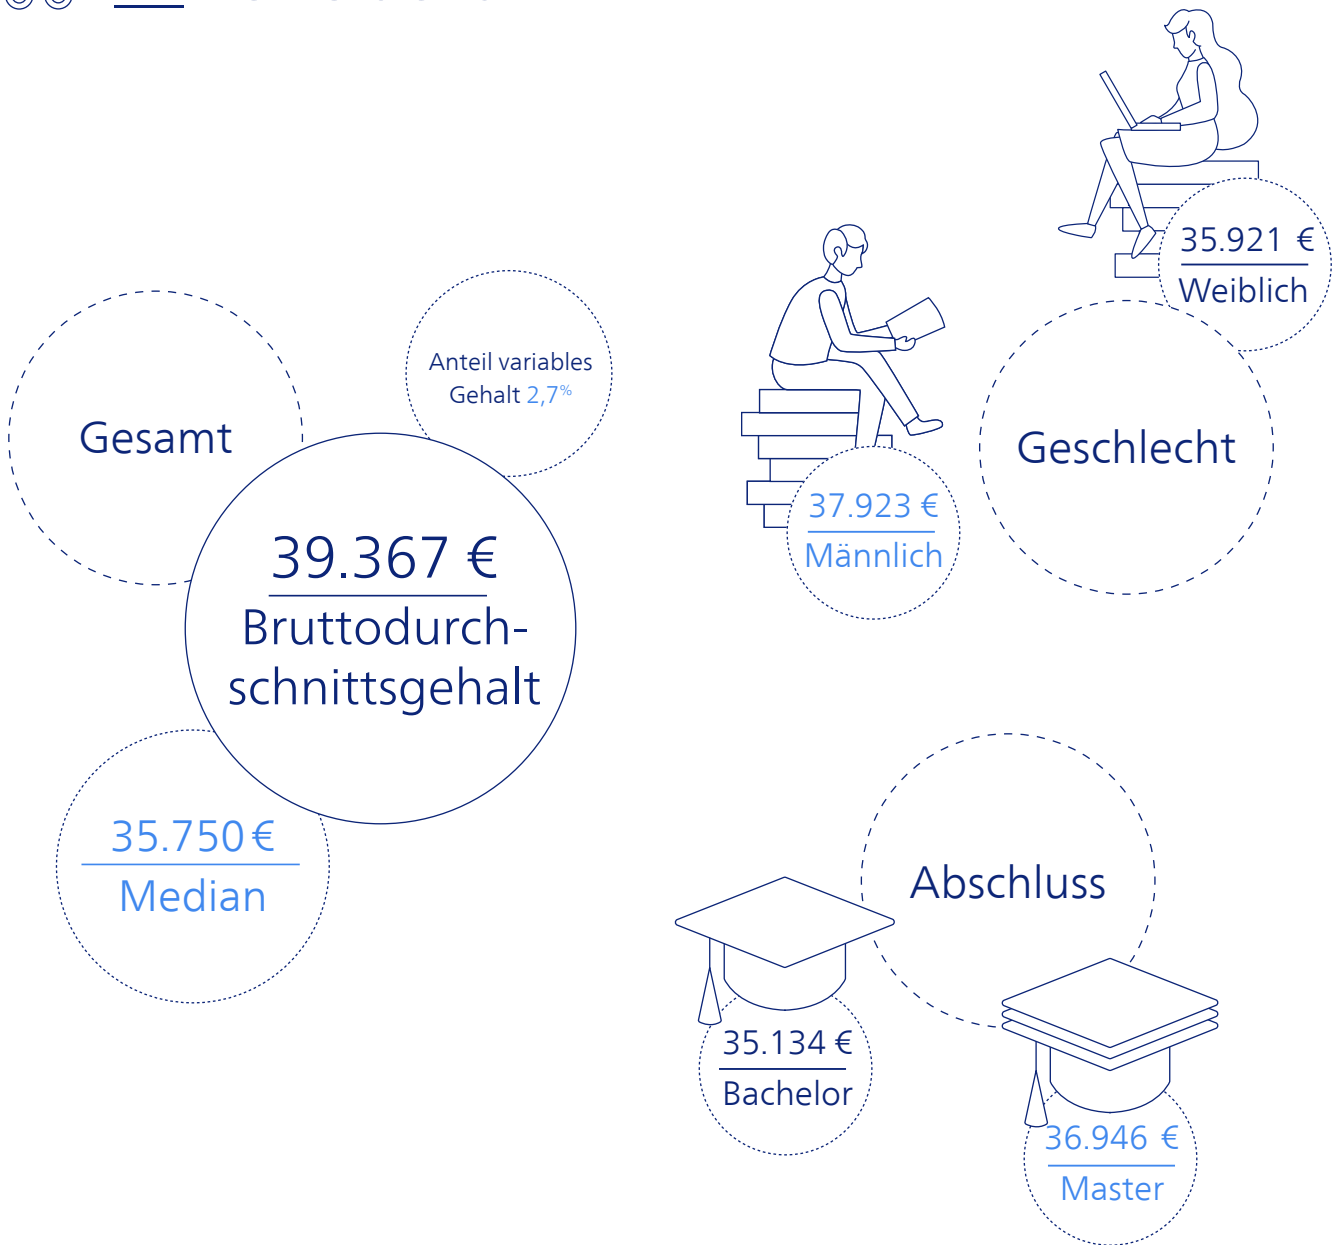 Gesamt
Anteil variables
Gehalt 2,7%
39.367 €
Bruttodurch-
schnittsgehalt
35.750 €
Median
35.921 €
Weiblich
Geschlecht
37.923 €
Männlich
Abschluss
35.134 €
Bachelor
36.946 €
Master